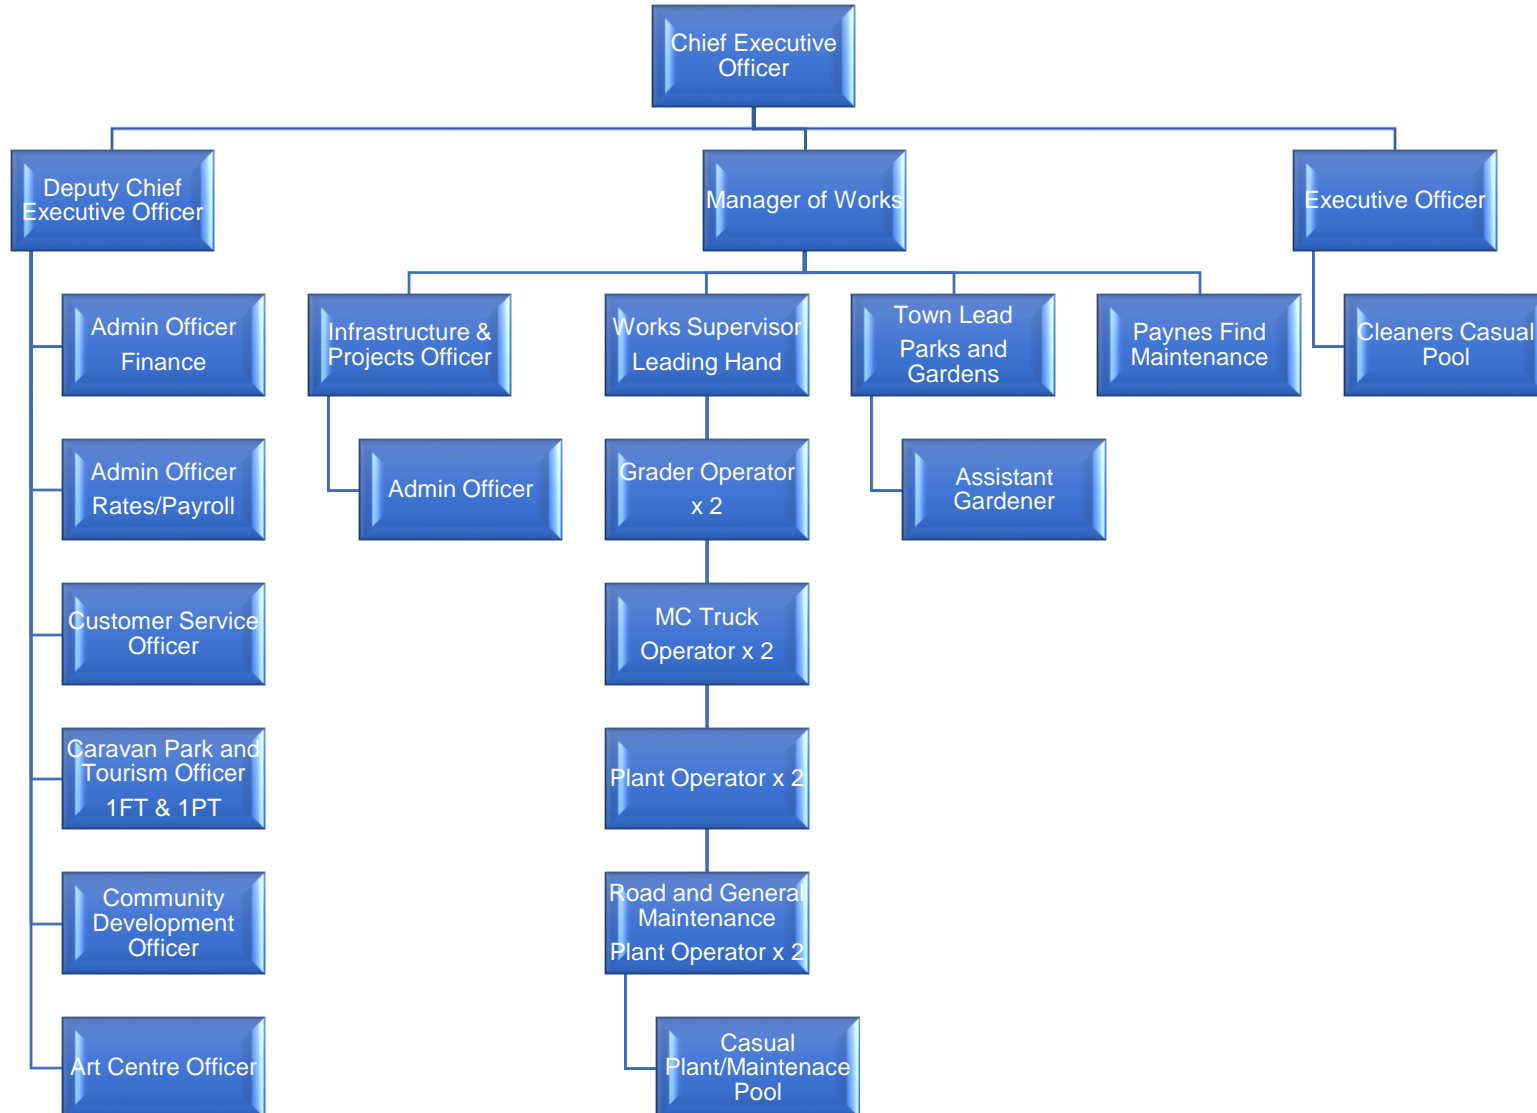 Chief Executive
Officer
Deputy Chief
Executive Officer
Manager of Works
Executive Officer
Admin Officer
Finance
Infrastructure &
Projects Officer
Works Supervisor
Leading Hand
Town Lead
Parks and
Gardens
Paynes Find
Maintenance
Cleaners Casual
Pool
Admin Officer
Rates/Payroll
Admin Officer
Grader Operator
x 2
Assistant
Gardener
Customer Service
Officer
MC Truck
Operator x 2
Caravan Park and
Tourism Officer
1FT & 1PT
Plant Operator x 2
Community
Development
Officer
Road and General
Maintenance
Plant Operator x 2
Art Centre Officer
Casual
Plant/Maintenace
Pool